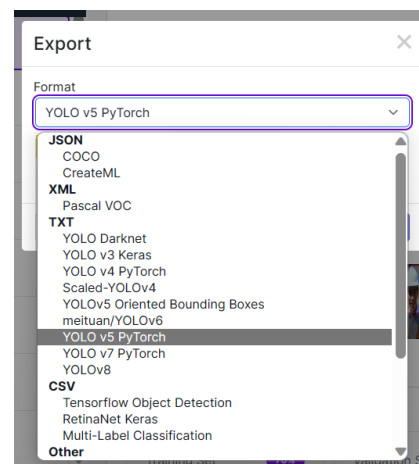 Export
Format
YOLO v5 PyTorch
JSON
COCO
CreateML
XML
Pascal VOC
TXT
YOLO Darknet
YOLO v3 Keras
YOLO v4 PyTorch
Scaled-YOLOv4
YOLOv5 Oriented Bounding Boxes
meituan/YOLOv6
YOLO v5 PyTorch
YOLO v7 PyTorch
YOLOv8
CSV
Tensorflow Object Detection
RetinaNet Keras
Multi-Label Classification
Other